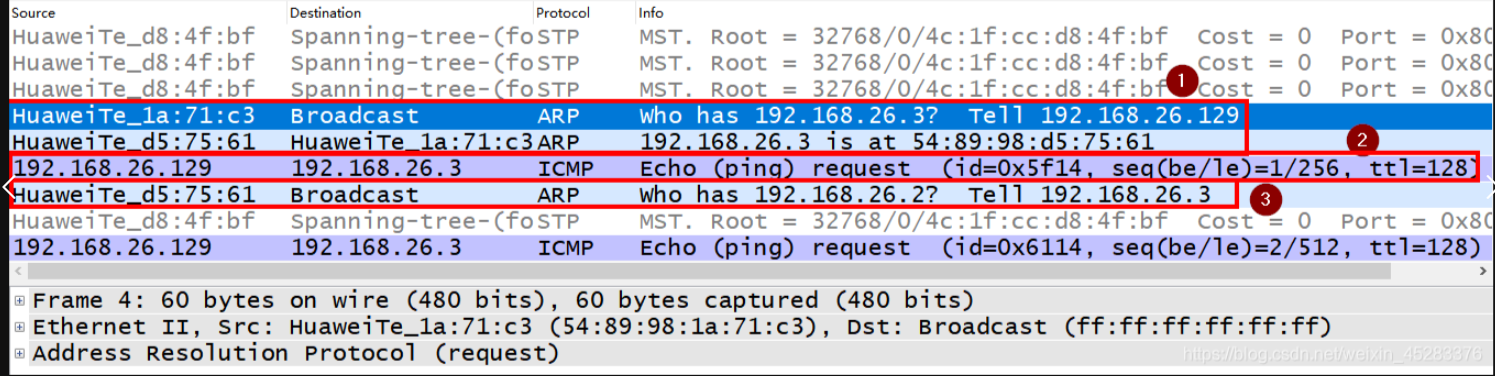 Source Destination Protocol Info
HuaweiTe_d8:4f:bf Spanning-tree-(fo STP MST. Root = 32768/0/4c:1f:cc:d8:4f:bf Cost = 0 Port = 0x80
HuaweiTe_d8:4f:bf Spanning-tree-(fo STP MST. Root = 32768/0/4c:1f:cc:d8:4f:bf Cost = 0 Port = 0x80
HuaweiTe_d8:4f:bf Spanning-tree-(fo STP MST. Root = 32768/0/4c:1f:cc:d8:4f:bf Cost = 0 Port = 0x80
1
HuaweiTe_1a:71:c3 Broadcast ARP Who has 192.168.26.3? Tell 192.168.26.129
HuaweiTe_d5:75:61 HuaweiTe_1a:71:c3 ARP 192.168.26.3 is at 54:89:98:d5:75:61
2
192.168.26.129 192.168.26.3 ICMP Echo (ping) request (id=0x5f14, seq(be/le)=1/256, ttl=128)
HuaweiTe_d5:75:61 Broadcast ARP Who has 192.168.26.2? Tell 192.168.26.3
3
HuaweiTe_d8:4f:bf Spanning-tree-(fo STP MST. Root = 32768/0/4c:1f:cc:d8:4f:bf Cost = 0 Port = 0x80
192.168.26.129 192.168.26.3 ICMP Echo (ping) request (id=0x6114, seq(be/le)=2/512, ttl=128)
Frame 4: 60 bytes on wire (480 bits), 60 bytes captured (480 bits)
Ethernet II, Src: HuaweiTe_1a:71:c3 (54:89:98:1a:71:c3), Dst: Broadcast (ff:ff:ff:ff:ff:ff)
Address Resolution Protocol (request)
https://blog.csdn.net/weixin_45283376